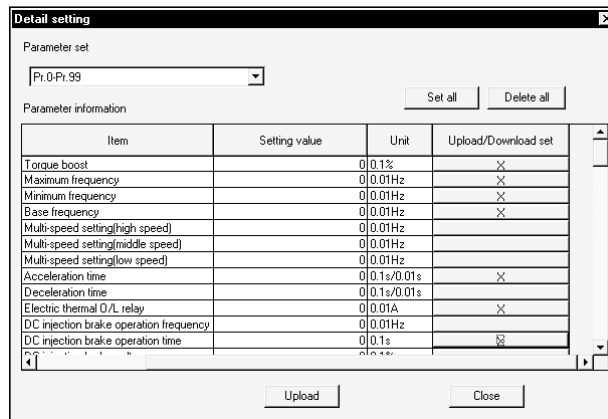 Detail setting
Parameter set
Pr.0-Pr.99
Set all Delete all
Parameter information
Item Setting value Unit Upload/Download set
Torque boost 0 0.1% X
Maximum frequency 0 0.01Hz X
Minimum frequency 0 0.01Hz X
Base frequency 0 0.01Hz X
Multi-speed setting(high speed) 0 0.01Hz
Multi-speed setting(middle speed) 0 0.01Hz
Multi-speed setting(low speed) 0 0.01Hz
Acceleration time 0 0.1s/0.01s X
Deceleration time 0 0.1s/0.01s
Electric thermal O/L relay 0 0.01A X
DC injection brake operation frequency 0 0.01Hz
DC injection brake operation time 0 0.1s X
Upload Close